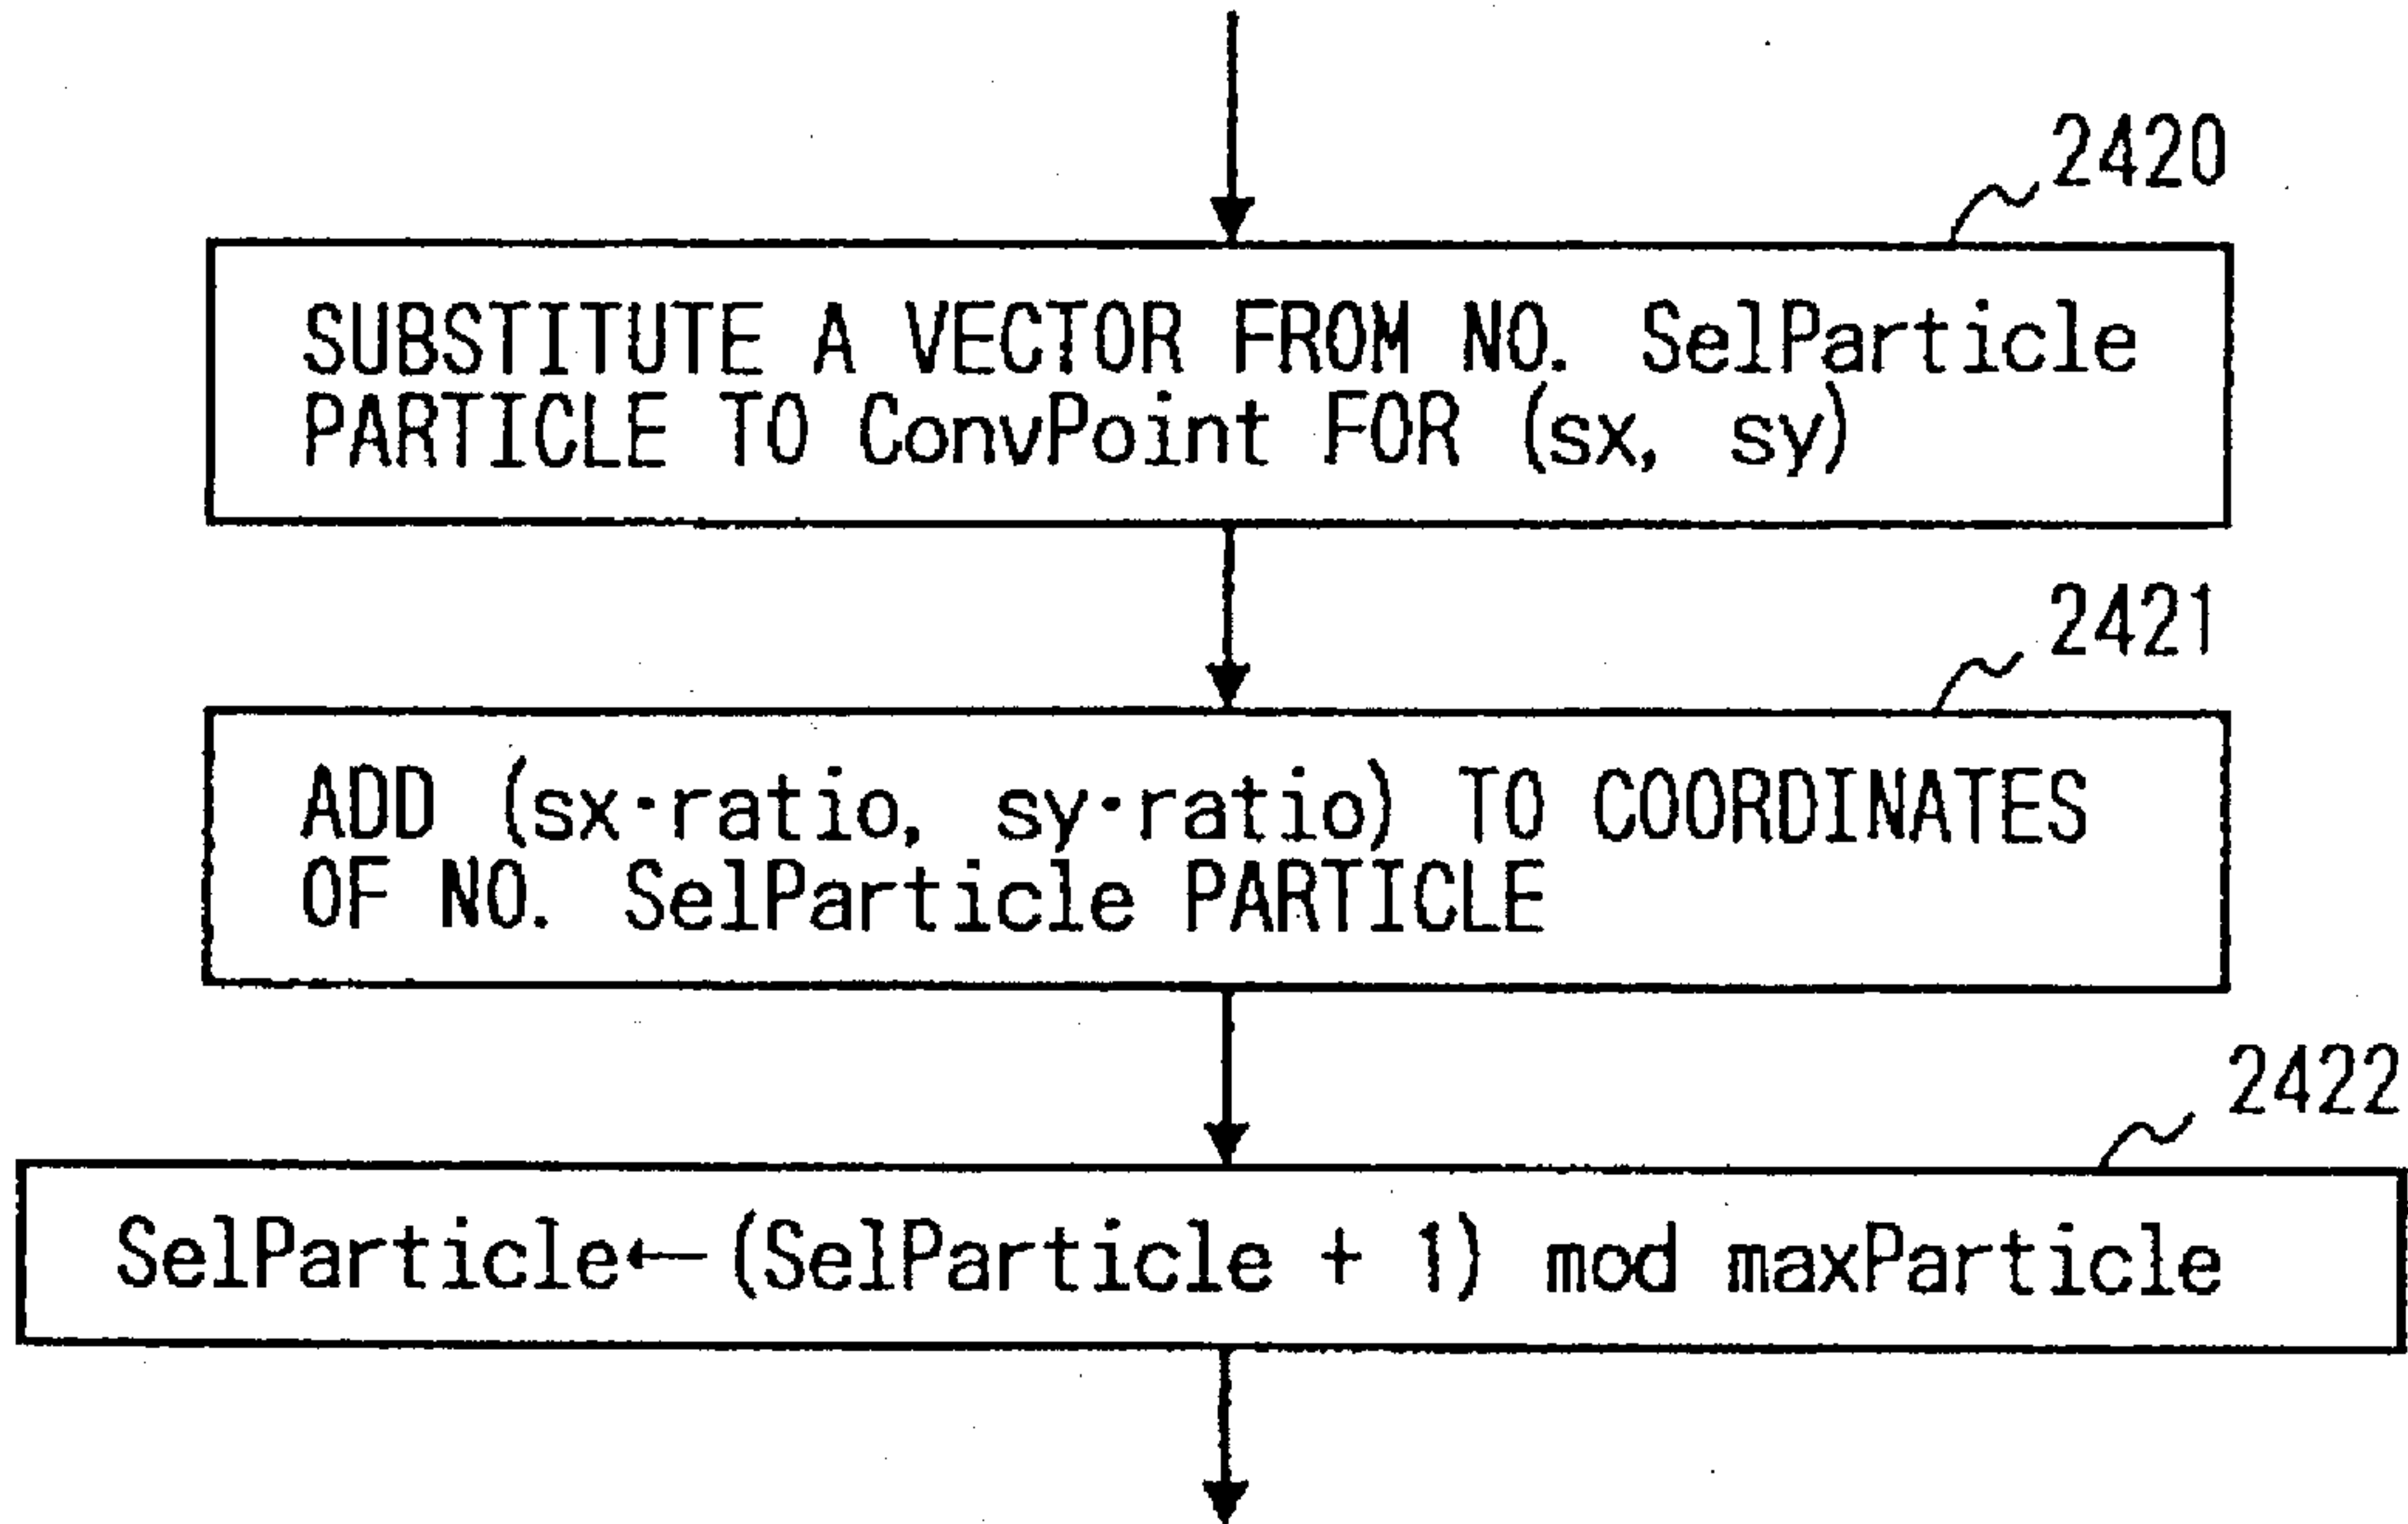 2420
SUBSTITUTE A VECTOR FROM NO. SelParticle
PARTICLE TO ConvPoint FOR (sx, sy)
2421
ADD (sx·ratio, sy·ratio) TO COORDINATES
OF NO. SelParticle PARTICLE
2422
SelParticle←(SelParticle + 1) mod maxParticle